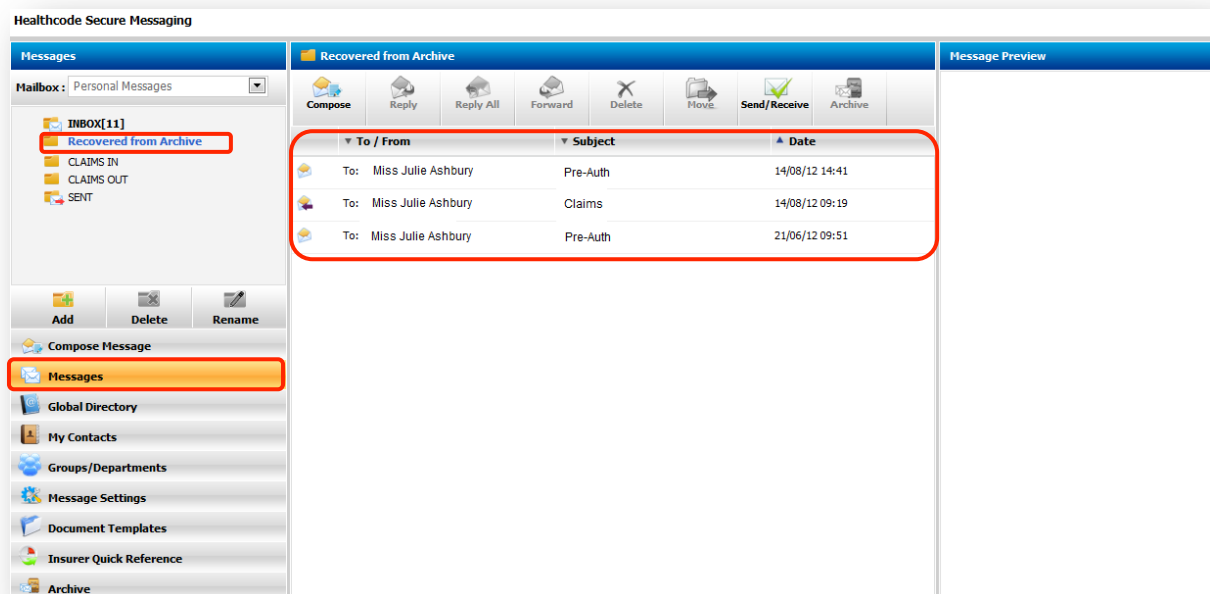 Healthcode Secure Messaging
Messages
Mailbox : Personal Messages
INBOX[11]
Recovered from Archive
CLAIMS IN
CLAIMS OUT
SENT
Add Delete Rename
Compose Message
Messages
Global Directory
My Contacts
Groups/Departments
Message Settings
Document Templates
Insurer Quick Reference
Archive
Recovered from Archive
Compose Reply Reply All Forward Delete Move Send/Receive Archive
To / From Subject Date
To: Miss Julie Ashbury Pre-Auth 14/08/12 14:41
To: Miss Julie Ashbury Claims 14/08/12 09:19
To: Miss Julie Ashbury Pre-Auth 21/06/12 09:51
Message Preview